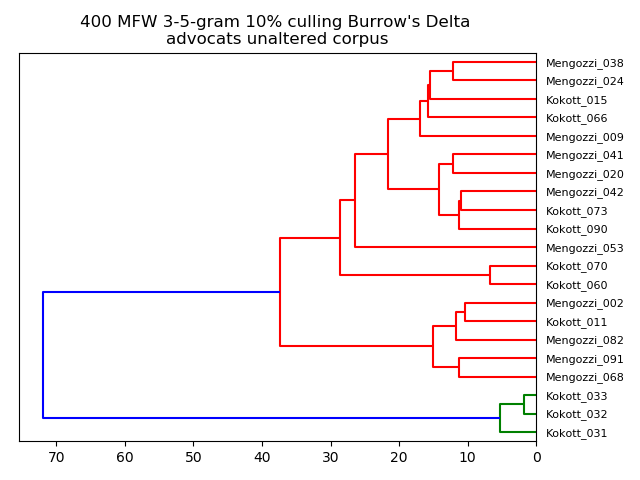 400 MFW 3-5-gram 10% culling Burrow's Delta
advocats unaltered corpus
Mengozzi_038
Mengozzi_024
Kokott_015
Kokott_066
Mengozzi_009
Mengozzi_041
Mengozzi_020
Mengozzi_042
Kokott_073
Kokott_090
Mengozzi_053
Kokott_070
Kokott_060
Mengozzi_002
Kokott_011
Mengozzi_082
Mengozzi_091
Mengozzi_068
Kokott_033
Kokott_032
Kokott_031
70 60 50 40 30 20 10 0